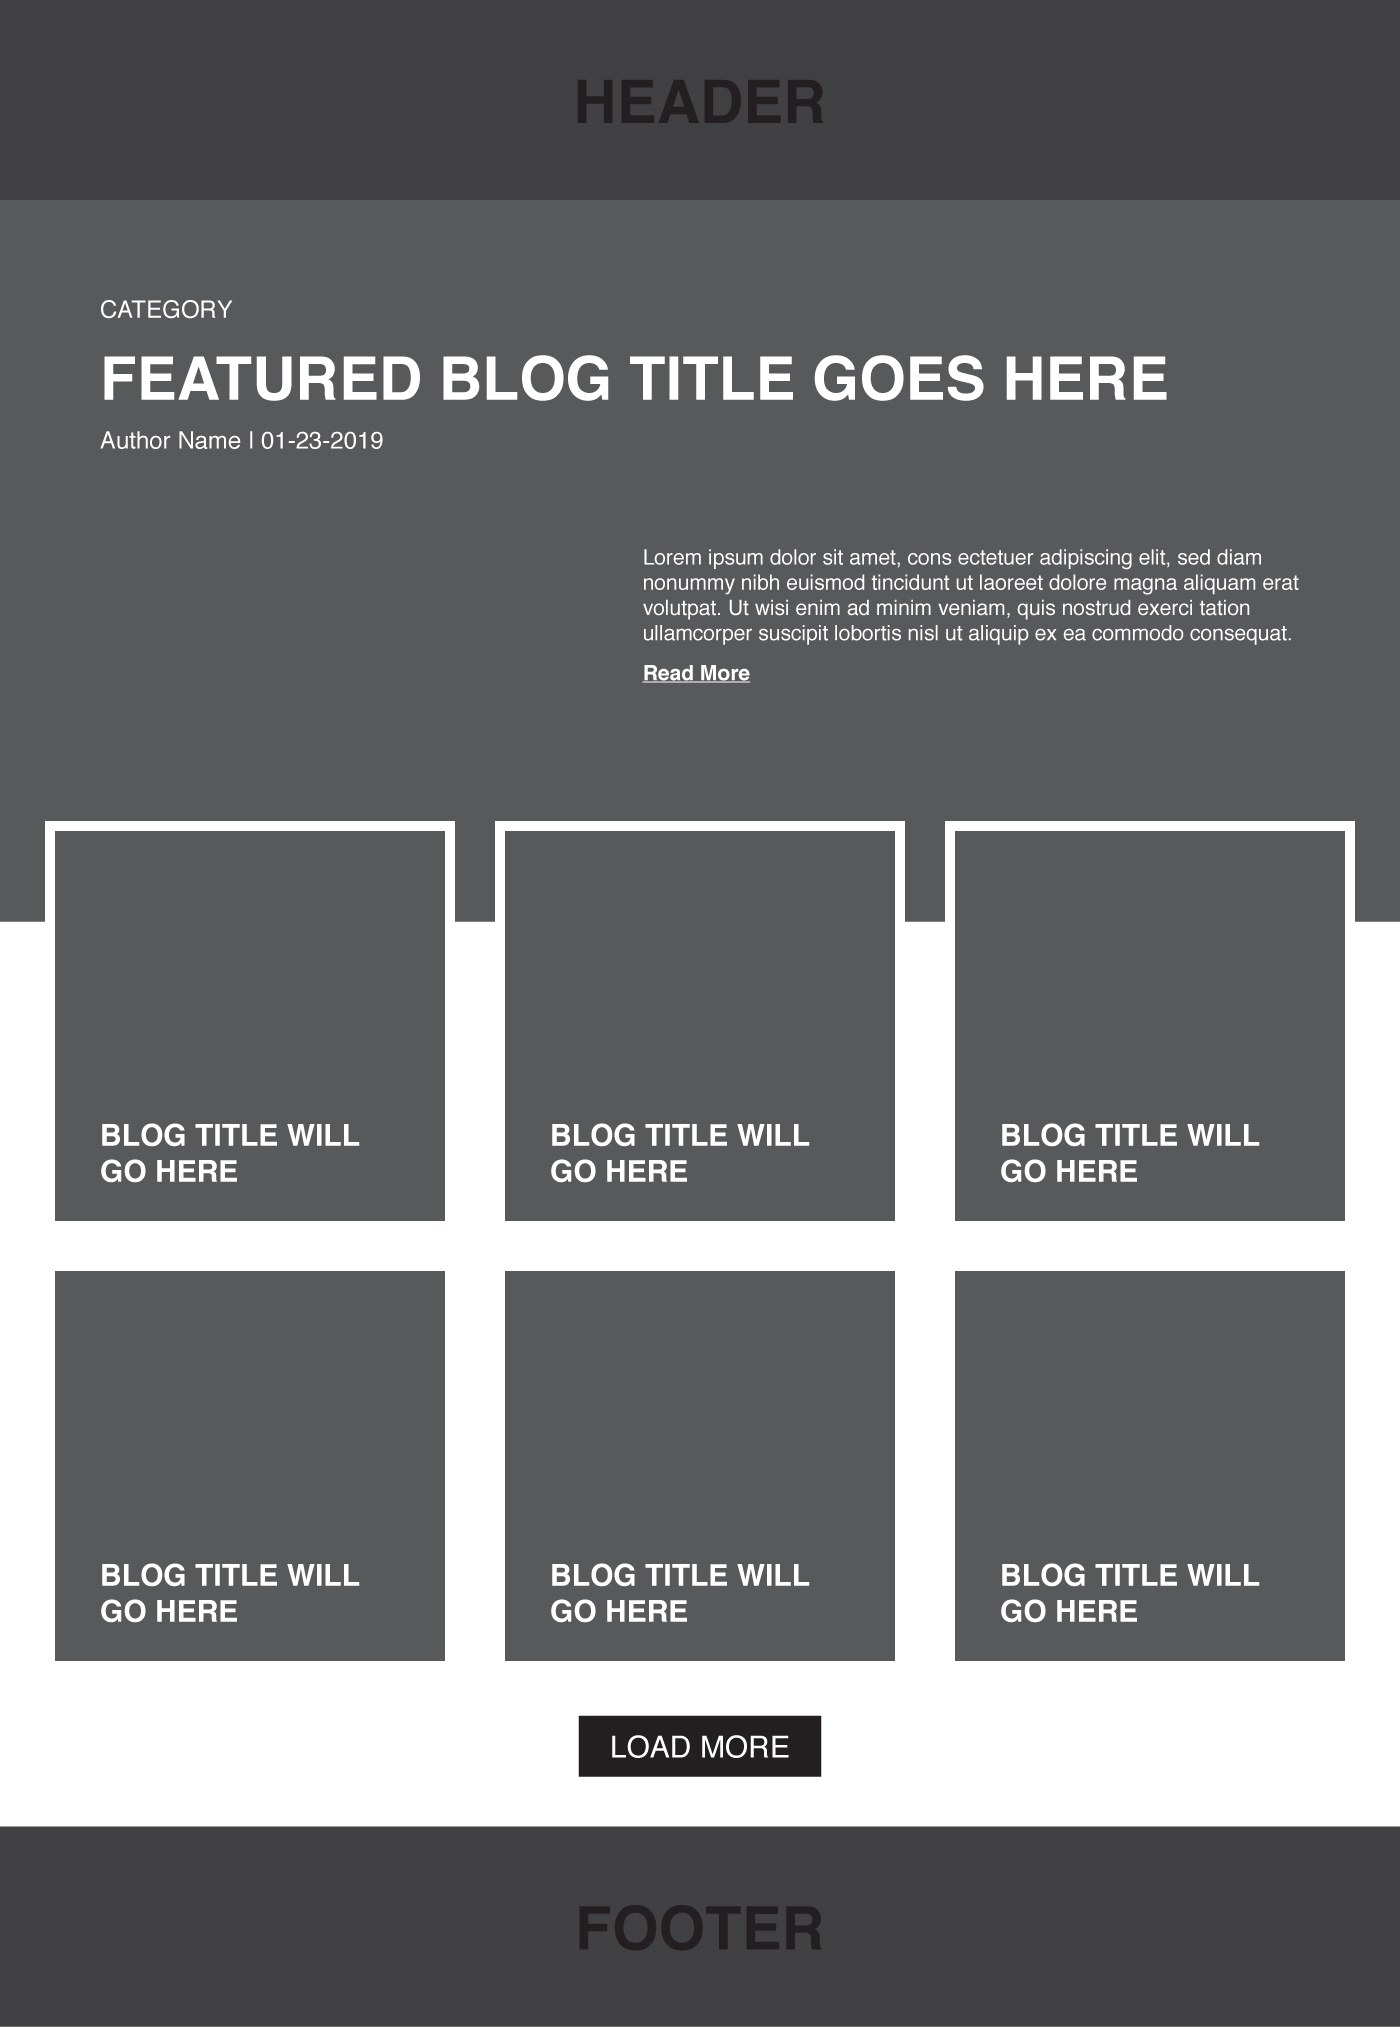 HEADER
CATEGORY
FEATURED BLOG TITLE GOES HERE
Author Name | 01-23-2019
Lorem ipsum dolor sit amet, cons ectetuer adipiscing elit, sed diam
nonummy nibh euismod tincidunt ut laoreet dolore magna aliquam erat
volutpat. Ut wisi enim ad minim veniam, quis nostrud exerci tation
ullamcorper suscipit lobortis nisl ut aliquip ex ea commodo consequat.
Read More
BLOG TITLE WILL
GO HERE
BLOG TITLE WILL
GO HERE
BLOG TITLE WILL
GO HERE
BLOG TITLE WILL
GO HERE
BLOG TITLE WILL
GO HERE
BLOG TITLE WILL
GO HERE
LOAD MORE
FOOTER